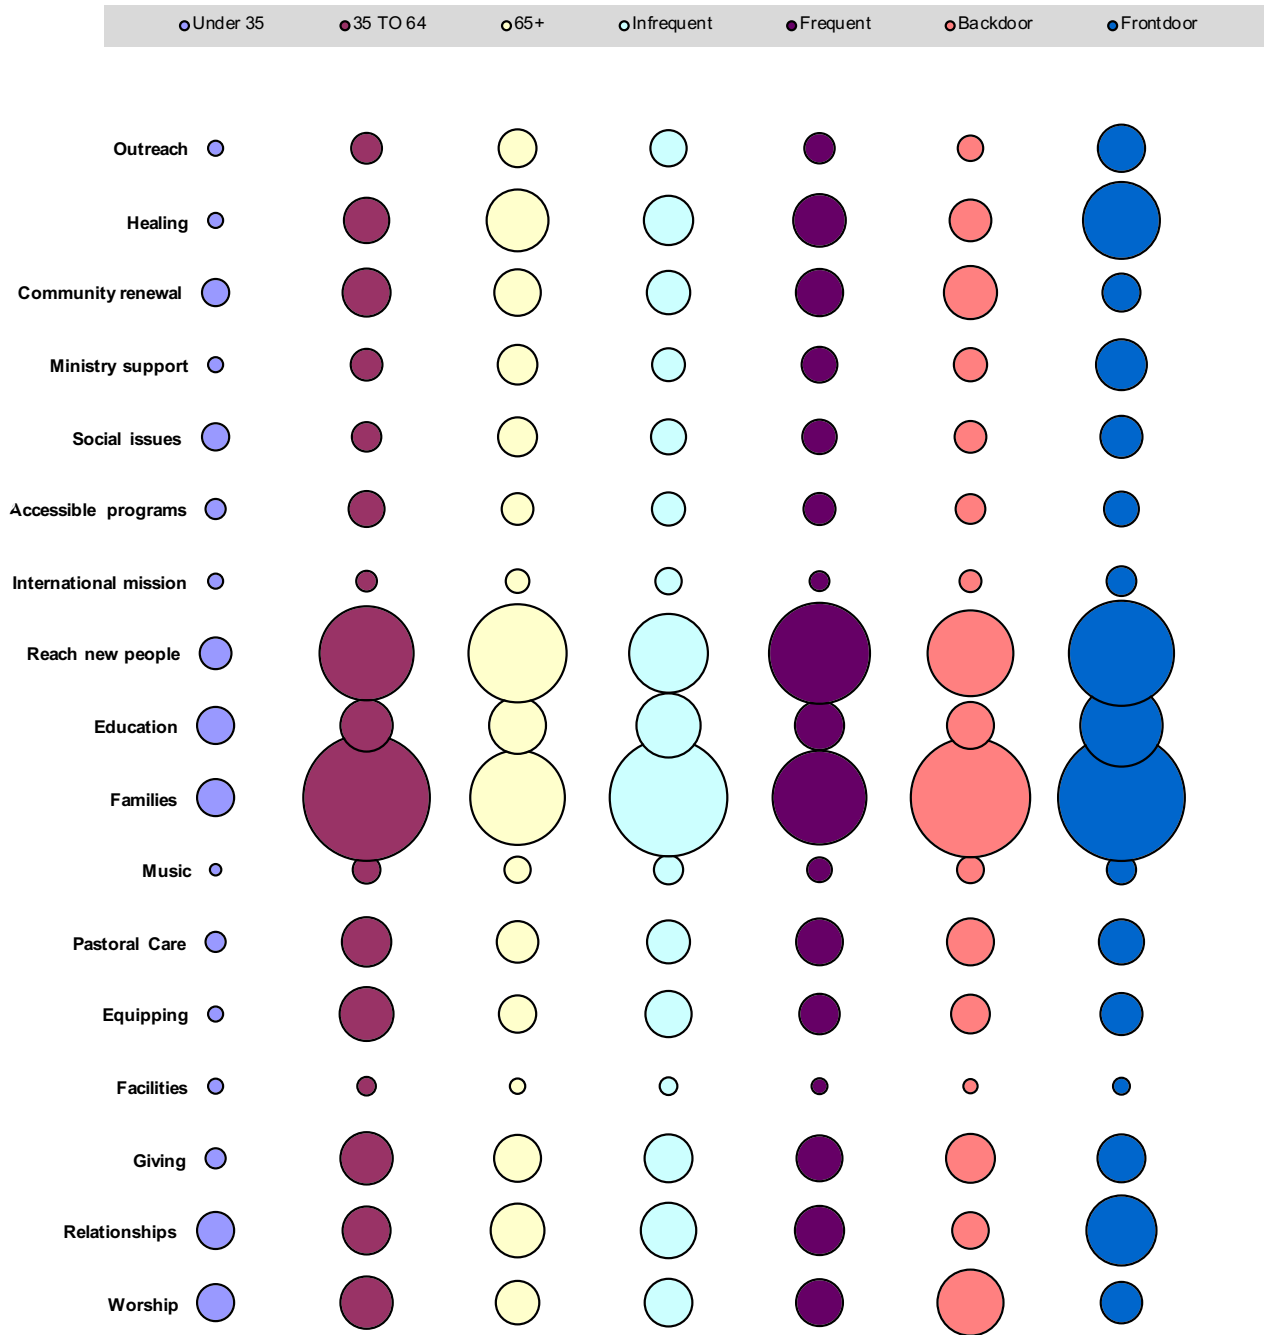 Under 35 35 TO 64 65+ Infrequent Frequent Backdoor Frontdoor
Outreach
Healing
Community renewal
Ministry support
Social issues
Accessible programs
International mission
Reach new people
Education
Families
Music
Pastoral Care
Equipping
Facilities
Giving
Relationships
Worship